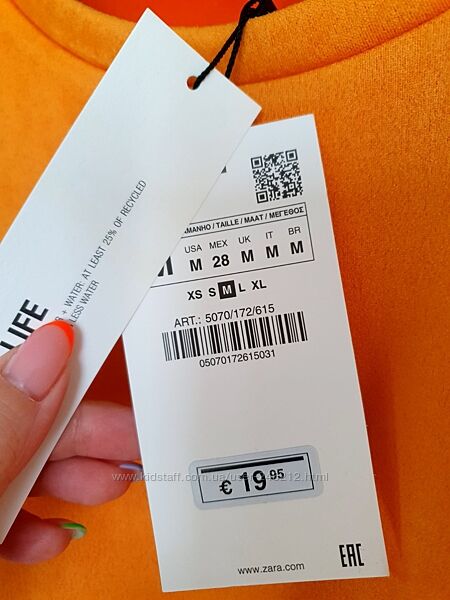 LIFE
+ WATER: AT LEAST 25% OF RECYCLED
LESS WATER
AMANHO / TAILLE / MAAT / ΜΕΓΕΘΟΣ
USA MEX UK IT BR
M M 28 M M M
XS S M L XL
ART.: 5070/172/615
05070172615031
€ 19 95
www.zara.com
EAC